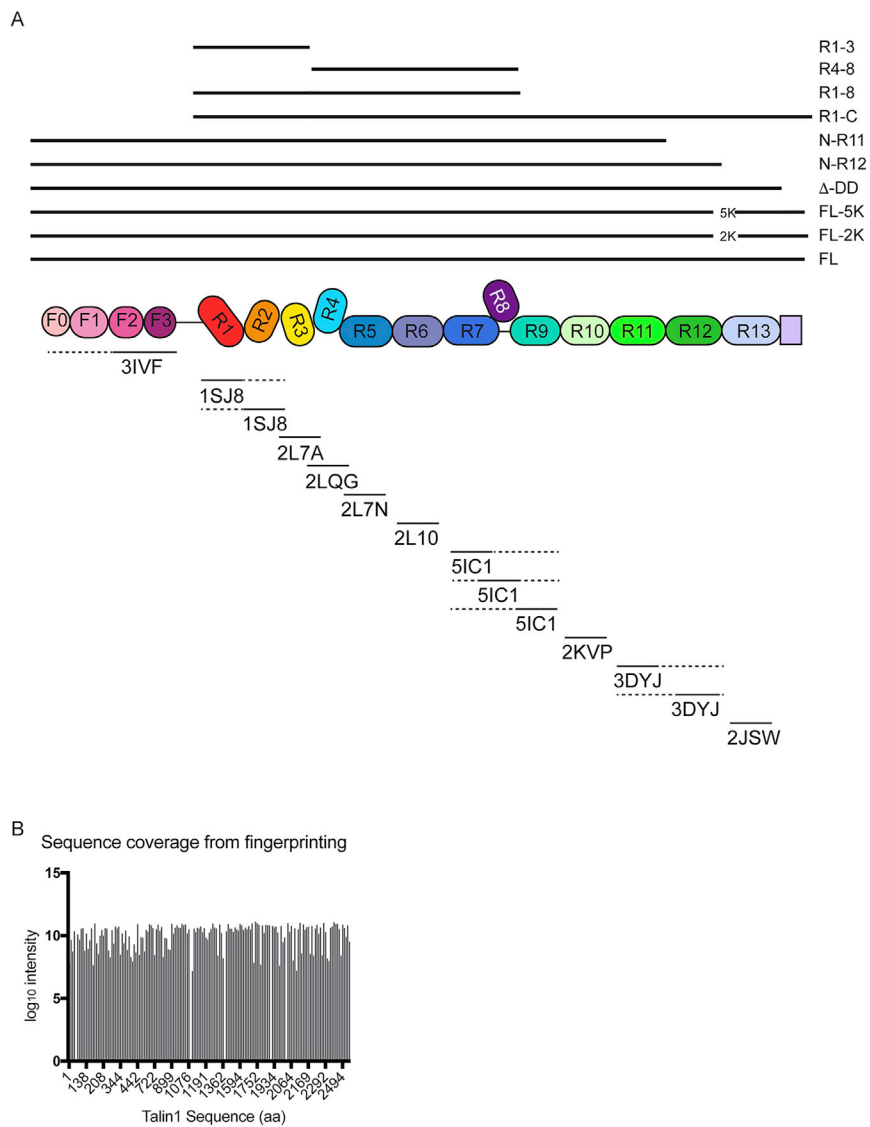 A
R1-3
R4-8
R1-8
R1-C
N-R11
N-R12
Δ-DD
5K FL-5K
2K FL-2K
FL
F0 F1 F2 F3 R1 R2 R3 R4 R5 R6 R7 R8 R9 R10 R11 R12 R13
3IVF
1SJ8
1SJ8
2L7A
2LQG
2L7N
2L10
5IC1
5IC1
5IC1
2KVP
3DYJ
3DYJ
2JSW
B
Sequence coverage from fingerprinting
15
10
5
0
log10 intensity
1 138 208 344 442 722 899 1076 1191 1362 1594 1752 1934 2064 2169 2292 2494
Talin1 Sequence (aa)